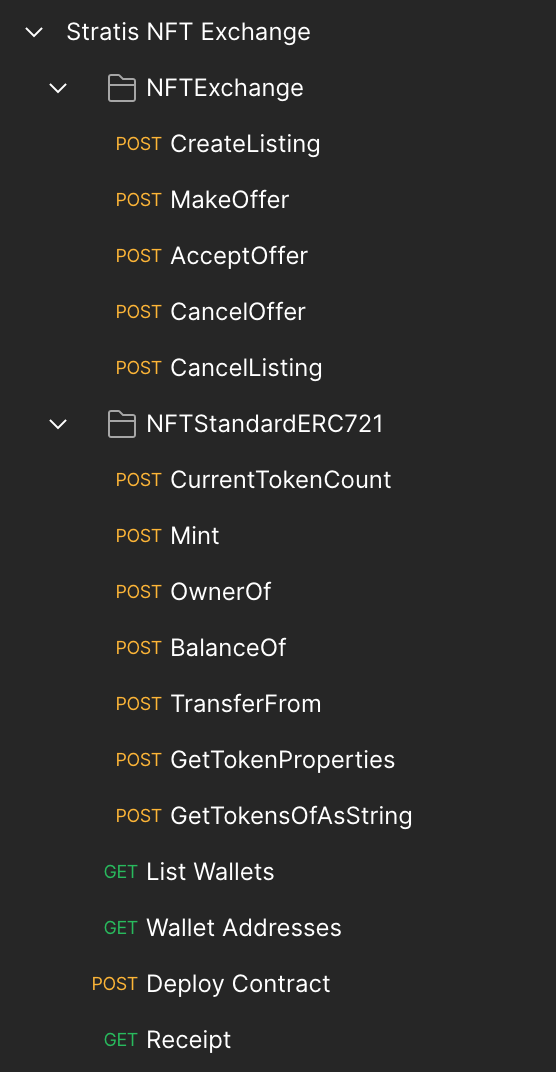 Stratis NFT Exchange
NFTExchange
POST CreateListing
POST MakeOffer
POST AcceptOffer
POST CancelOffer
POST CancelListing
NFTStandardERC721
POST CurrentTokenCount
POST Mint
POST OwnerOf
POST BalanceOf
POST TransferFrom
POST GetTokenProperties
POST GetTokensOfAsString
GET List Wallets
GET Wallet Addresses
POST Deploy Contract
GET Receipt